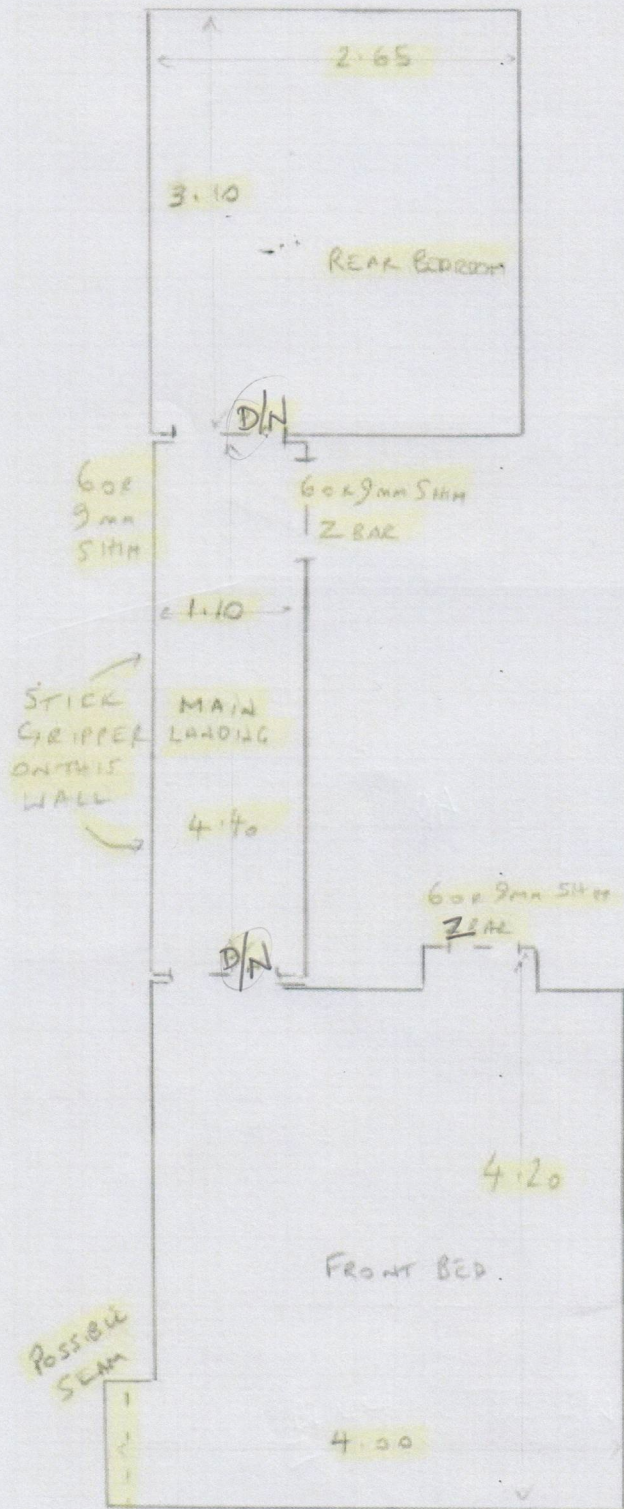 2.65
3.10
REAR BEDROOM
D/N
6 OR
9 mm
SHIM
6 OR 9mm SHIM
Z BAR
1.10
STICK
GRIPPER
ON THIS
WALL
MAIN
LANDING
4.40
6 OR 9mm SHIM
Z BAR
D/N
4.20
FRONT BED.
POSSIBLE
SEAM
4.00